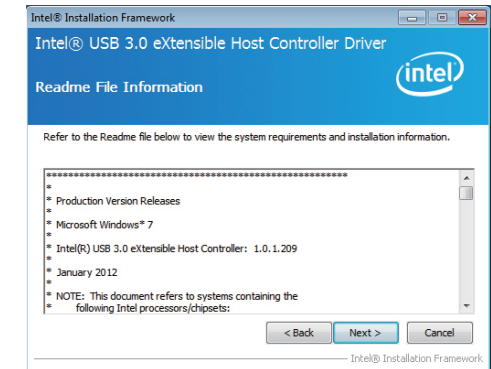 Intel® Installation Framework
Intel® USB 3.0 eXtensible Host Controller Driver
intel
Readme File Information
Refer to the Readme file below to view the system requirements and installation information.
******************************************************
*
* Production Version Releases
*
* Microsoft Windows* 7
*
* Intel(R) USB 3.0 eXtensible Host Controller: 1.0.1.209
*
* January 2012
*
* NOTE: This document refers to systems containing the
* following Intel processors/chipsets:
< Back
Next >
Cancel
Intel® Installation Framework